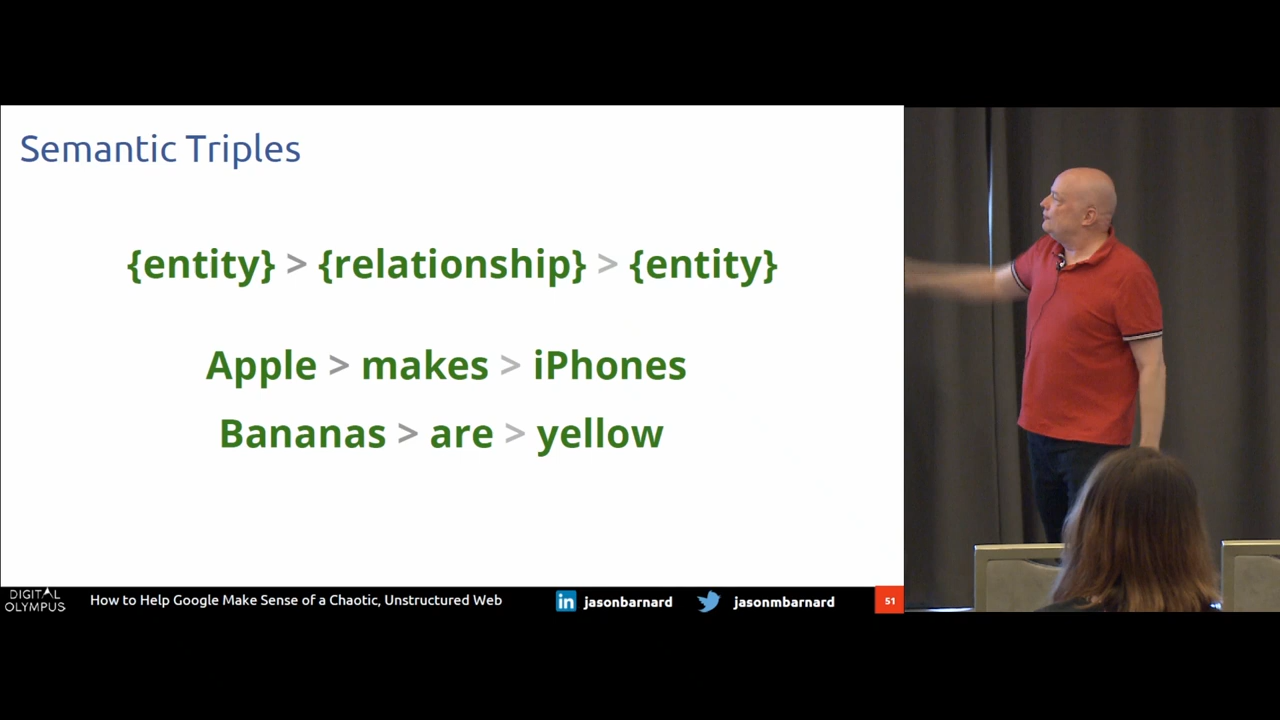 Semantic Triples
{entity} > {relationship} > {entity}
Apple > makes > iPhones
Bananas > are > yellow
DIGITAL
OLYMPUS
How to Help Google Make Sense of a Chaotic, Unstructured Web
in jasonbarnard
jasonmbarnard
51